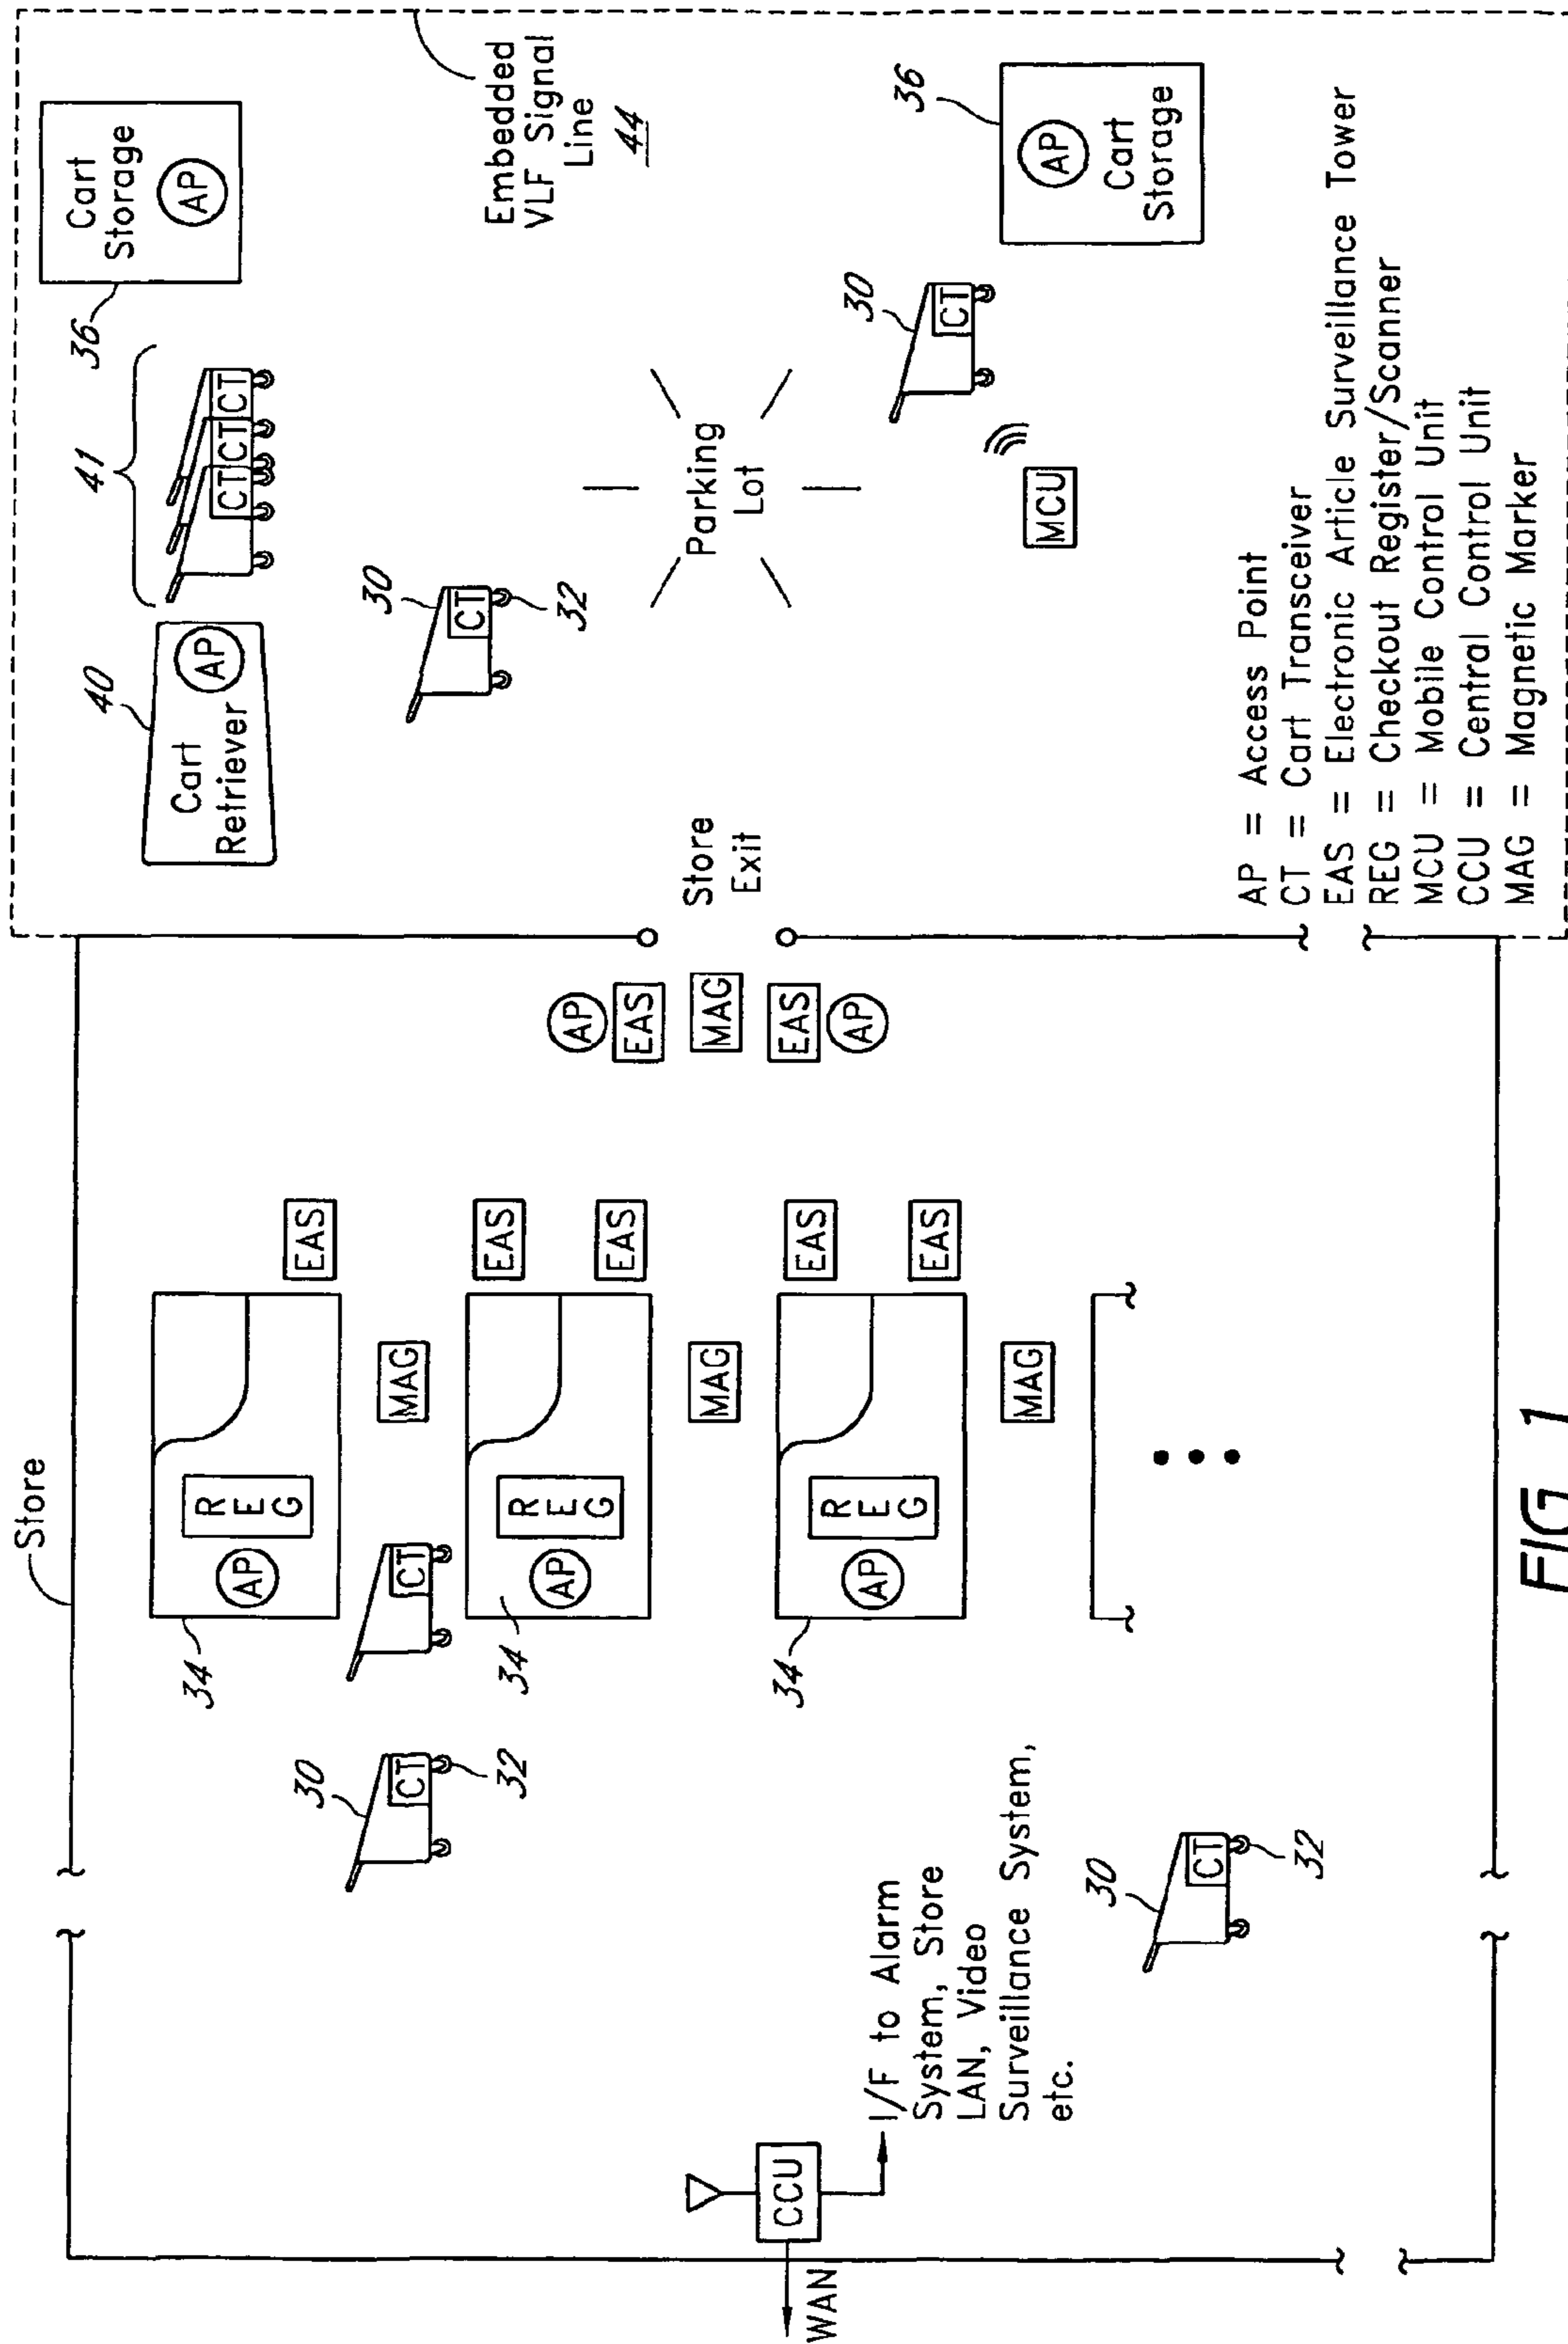 Store
34
AP
REG
EAS
MAG
CT
34
AP
REG
EAS
EAS
MAG
34
AP
REG
EAS
EAS
MAG
30
CT
32
30
CT
32
CCU
WAN
I/F to Alarm
System, Store
LAN, Video
Surveillance System,
etc.
AP
EAS
MAG
EAS
AP
Store
Exit
40
Cart
Retriever
AP
41
CT
CT
CT
36
Cart
Storage
AP
30
CT
32
Embedded
VLF Signal
Line
44
Parking
Lot
MCU
30
CT
36
AP
Cart
Storage
AP = Access Point
CT = Cart Transceiver
EAS = Electronic Article Surveillance Tower
REG = Checkout Register/Scanner
MCU = Mobile Control Unit
CCU = Central Control Unit
MAG = Magnetic Marker
FIG. 1